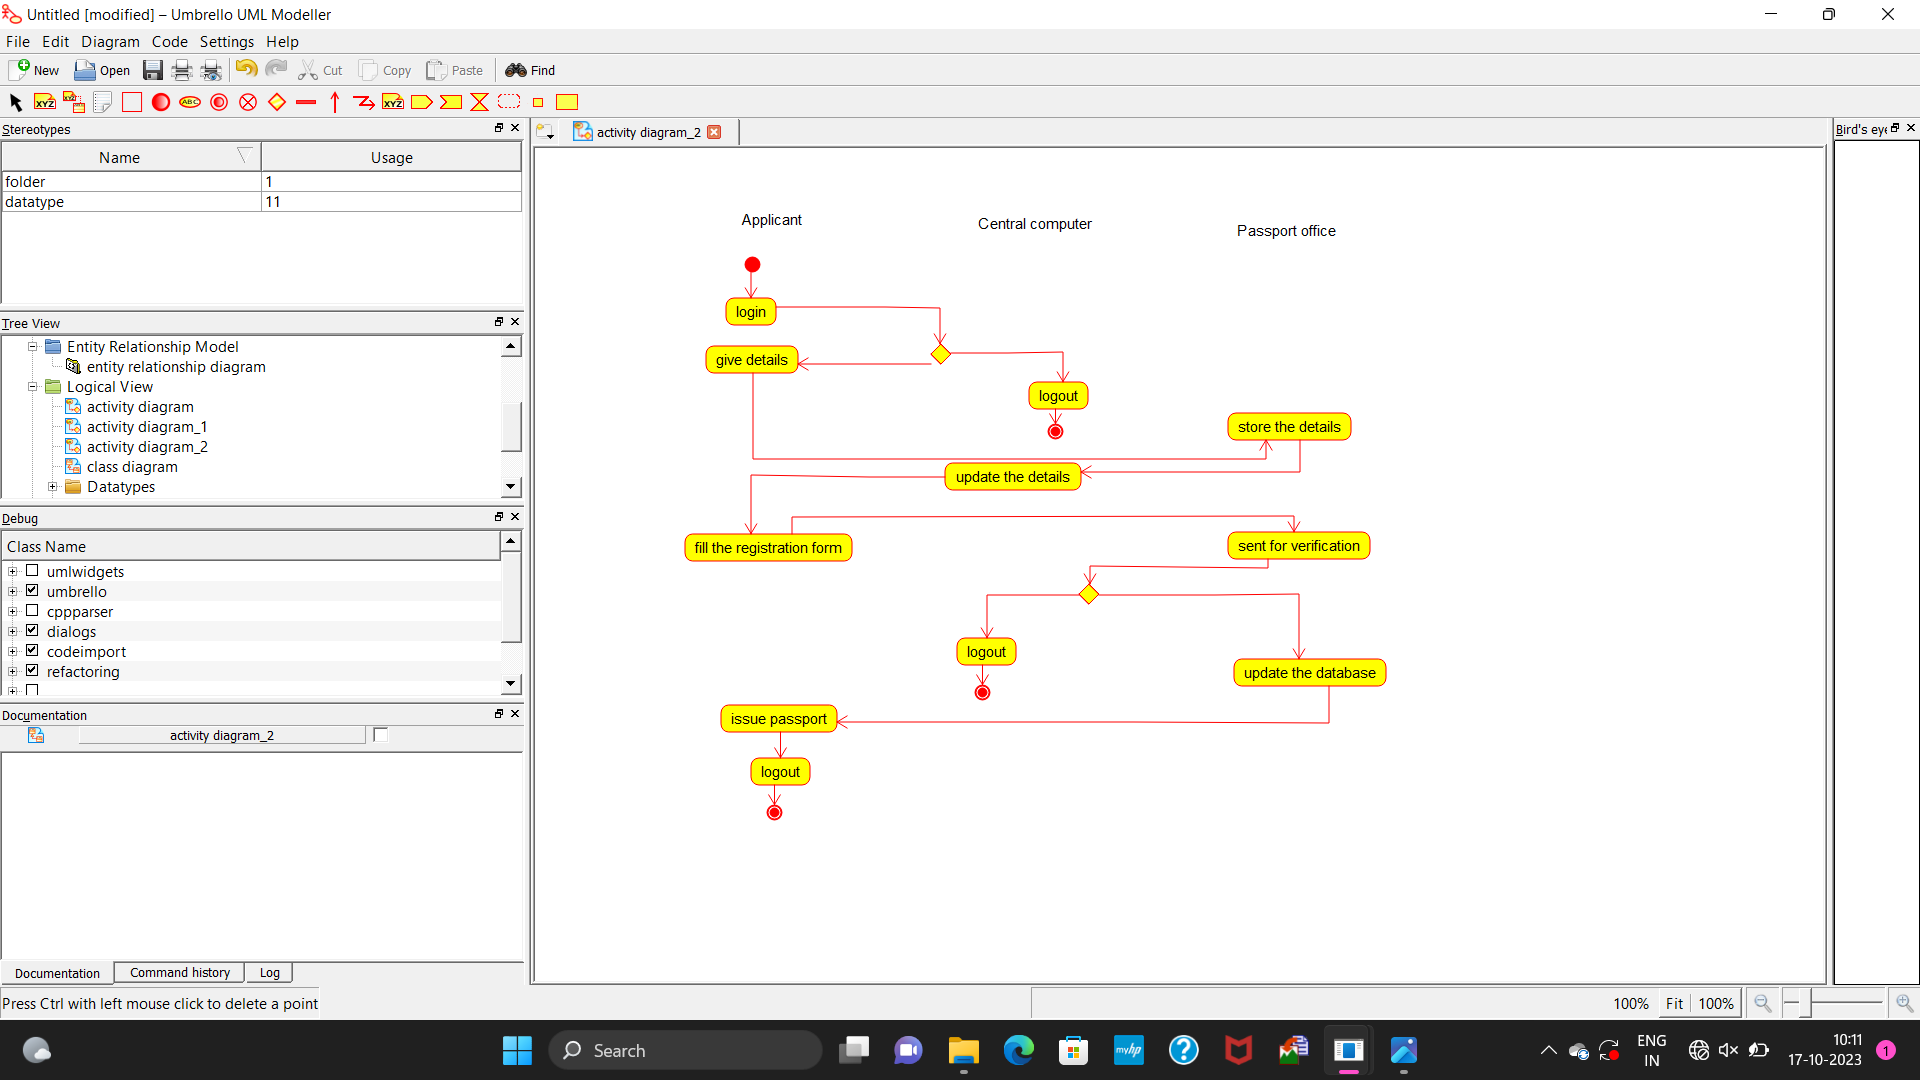 Untitled [modified] – Umbrello UML Modeller
File Edit Diagram Code Settings Help
New Open Cut Copy Paste Find
XYZ ABC XYZ
Stereotypes
Name Usage
folder 1
datatype 11
Tree View
Entity Relationship Model
entity relationship diagram
Logical View
activity diagram
activity diagram_1
activity diagram_2
class diagram
Datatypes
Debug
Class Name
umlwidgets
umbrello
cppparser
dialogs
codeimport
refactoring
Documentation
activity diagram_2
Documentation Command history Log
Press Ctrl with left mouse click to delete a point
activity diagram_2
Applicant
Central computer
Passport office
login
give details
logout
store the details
update the details
fill the registration form
sent for verification
logout
update the database
issue passport
logout
Bird's eye
100% Fit 100%
Search
myhp
ENG
IN
10:11
17-10-2023
1